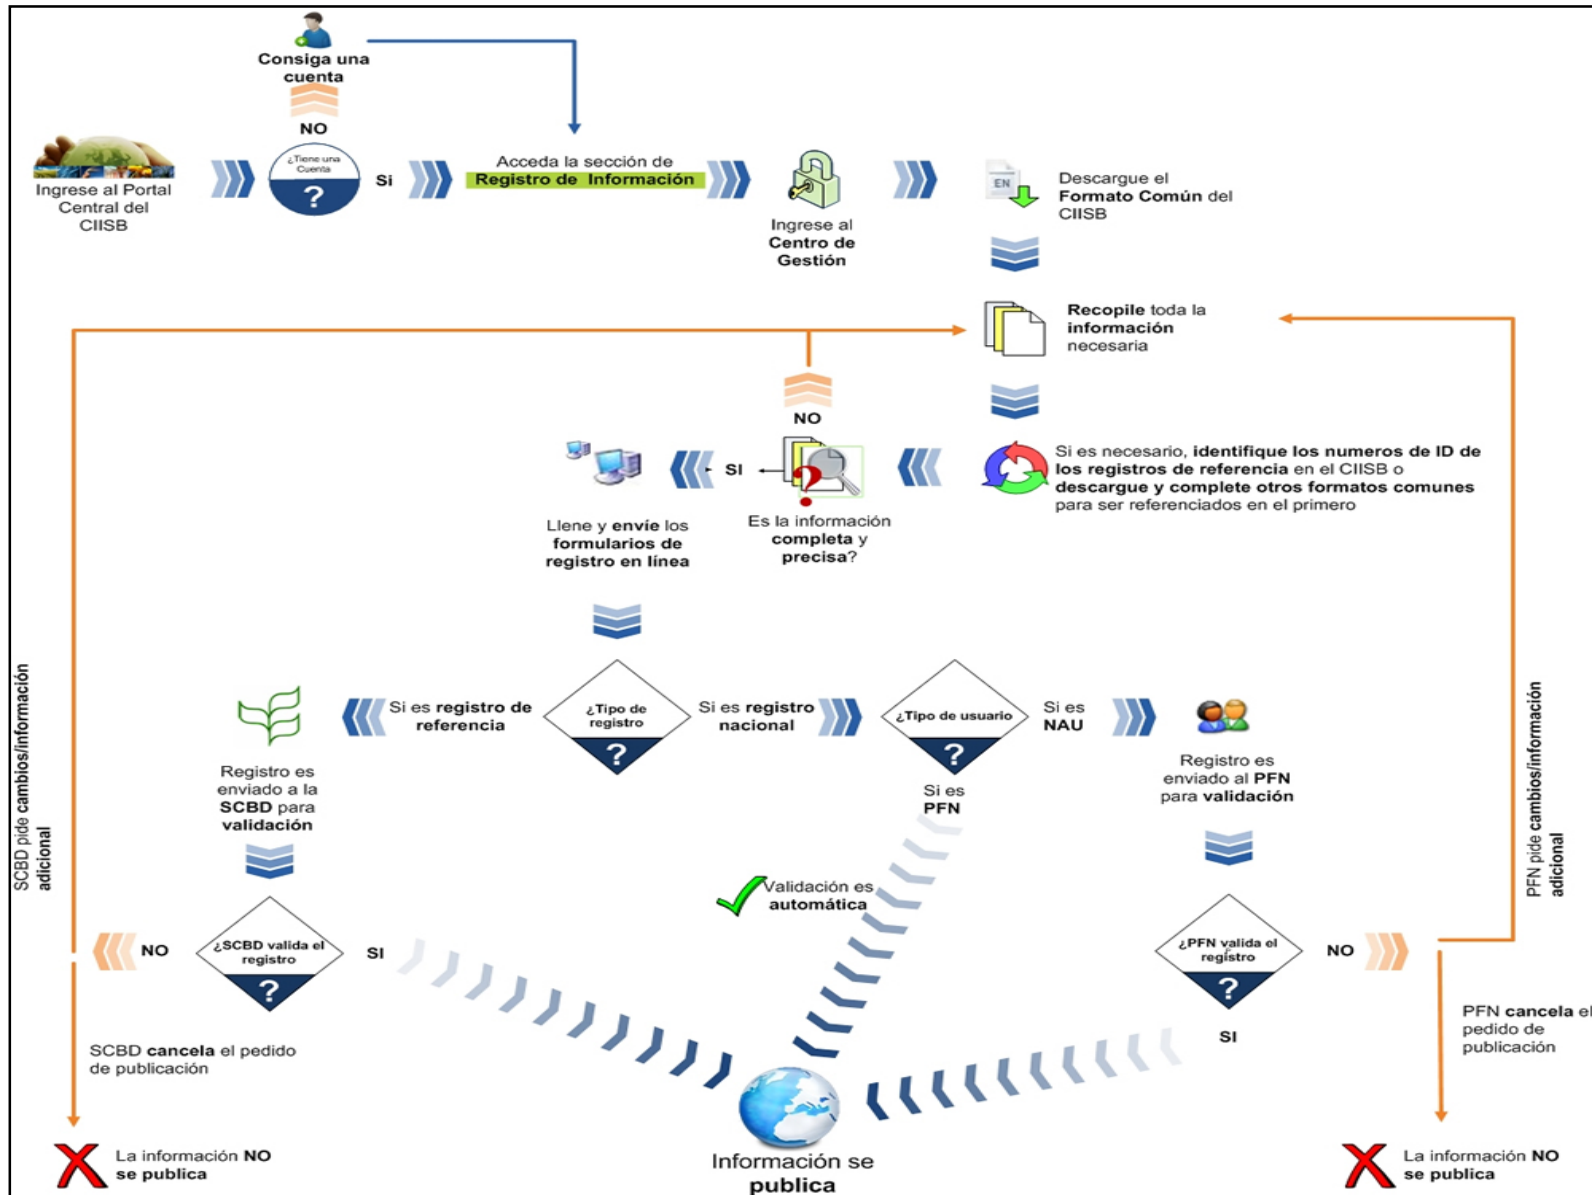 Consiga una
cuenta
NO
¿Tiene una
Cuenta
?
Si
Ingrese al Portal
Central del
CIISB
Acceda la sección de
Registro de Información
Ingrese al
Centro de
Gestión
EN
Descargue el
Formato Común del
CIISB
Recopile toda la
información
necesaria
Si es necesario, identifique los numeros de ID de
los registros de referencia en el CIISB o
descargue y complete otros formatos comunes
para ser referenciados en el primero
NO
SI
?
Es la información
completa y
precisa?
Llene y envíe los
formularios de
registro en línea
¿Tipo de
registro
?
Si es registro de
referencia
Si es registro
nacional
¿Tipo de usuario
?
Si es
NAU
Si es
PFN
Registro es
enviado a la
SCBD para
validación
Registro es
enviado al PFN
para validación
Validación es
automática
SCBD pide cambios/información
adicional
PFN pide cambios/información
adicional
NO
¿SCBD valida el
registro
?
SI
¿PFN valida el
registro
?
NO
SI
SCBD cancela el pedido
de publicación
PFN cancela el
pedido de
publicación
La información NO
se publica
Información se
publica
La información NO
se publica